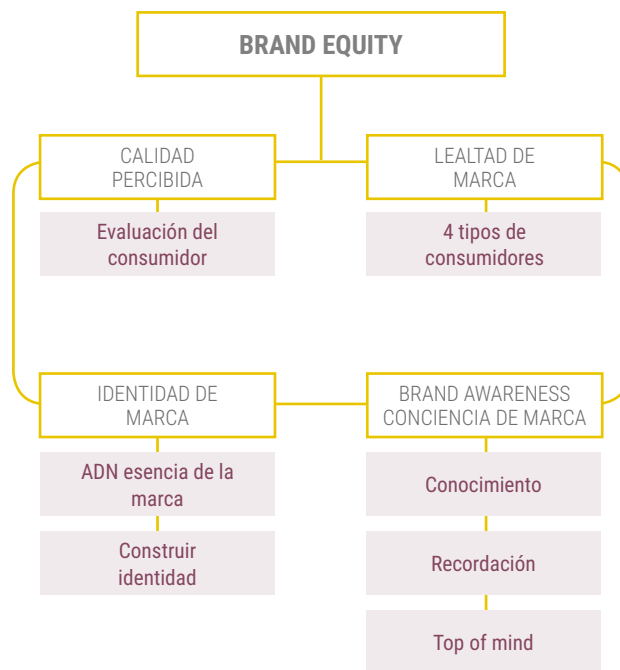 BRAND EQUITY
CALIDAD
PERCIBIDA
LEALTAD DE
MARCA
Evaluación del
consumidor
4 tipos de
consumidores
IDENTIDAD DE
MARCA
BRAND AWARENESS
CONCIENCIA DE MARCA
ADN esencia de la
marca
Construir
identidad
Conocimiento
Recordación
Top of mind